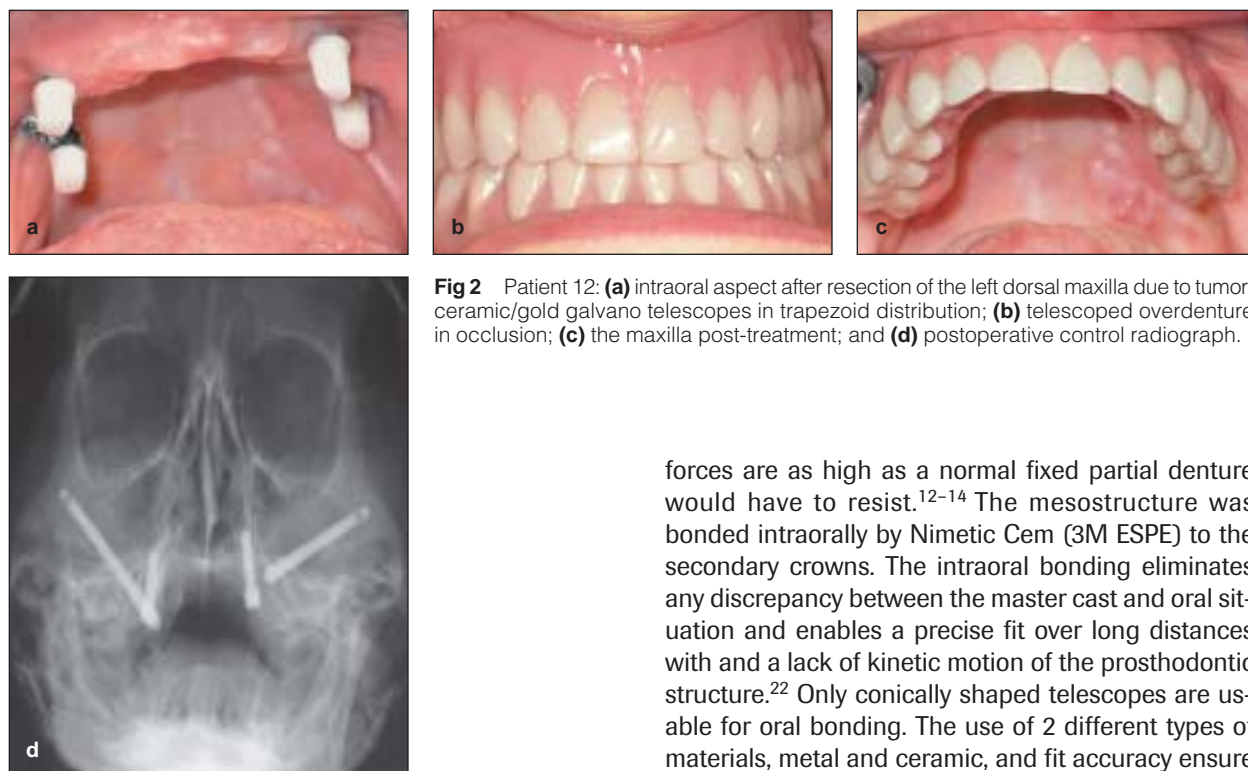 a
b
c
Fig 2 Patient 12: (a) intraoral aspect after resection of the left dorsal maxilla due to tumor;
ceramic/gold galvano telescopes in trapezoid distribution; (b) telescoped overdenture
in occlusion; (c) the maxilla post-treatment; and (d) postoperative control radiograph.
d
forces are as high as a normal fixed partial denture
would have to resist.12–14 The mesostructure was
bonded intraorally by Nimetic Cem (3M ESPE) to the
secondary crowns. The intraoral bonding eliminates
any discrepancy between the master cast and oral sit-
uation and enables a precise fit over long distances
with and a lack of kinetic motion of the prosthodontic
structure.22 Only conically shaped telescopes are us-
able for oral bonding. The use of 2 different types of
materials, metal and ceramic, and fit accuracy ensure